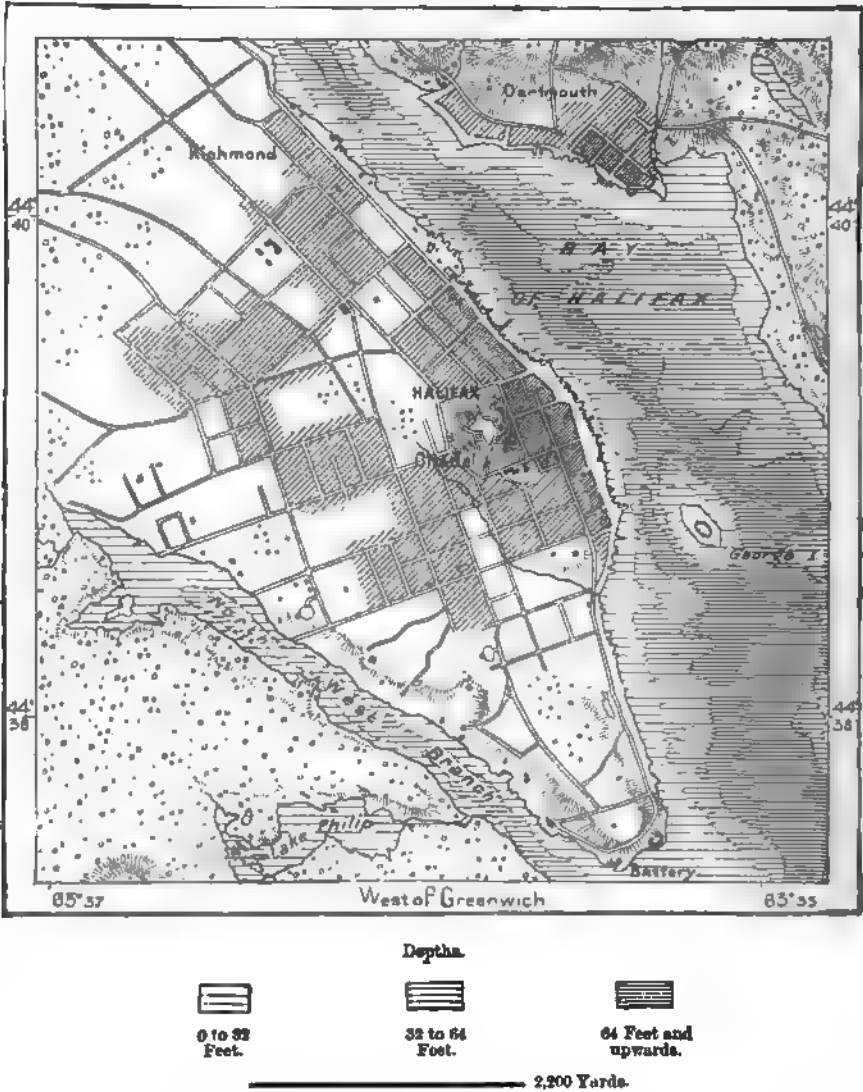 Dartmouth
Richmond
44°
40'
44°
40'
BAY
OF HALIFAX
HALIFAX
George I.
44°
38'
44°
38'
North
West
Branch
Lake Philip
Battery
65°37
West of Greenwich
63°35
Depths.
0 to 32
Feet.
32 to 64
Feet.
64 Feet and
upwards.
2,200 Yards.